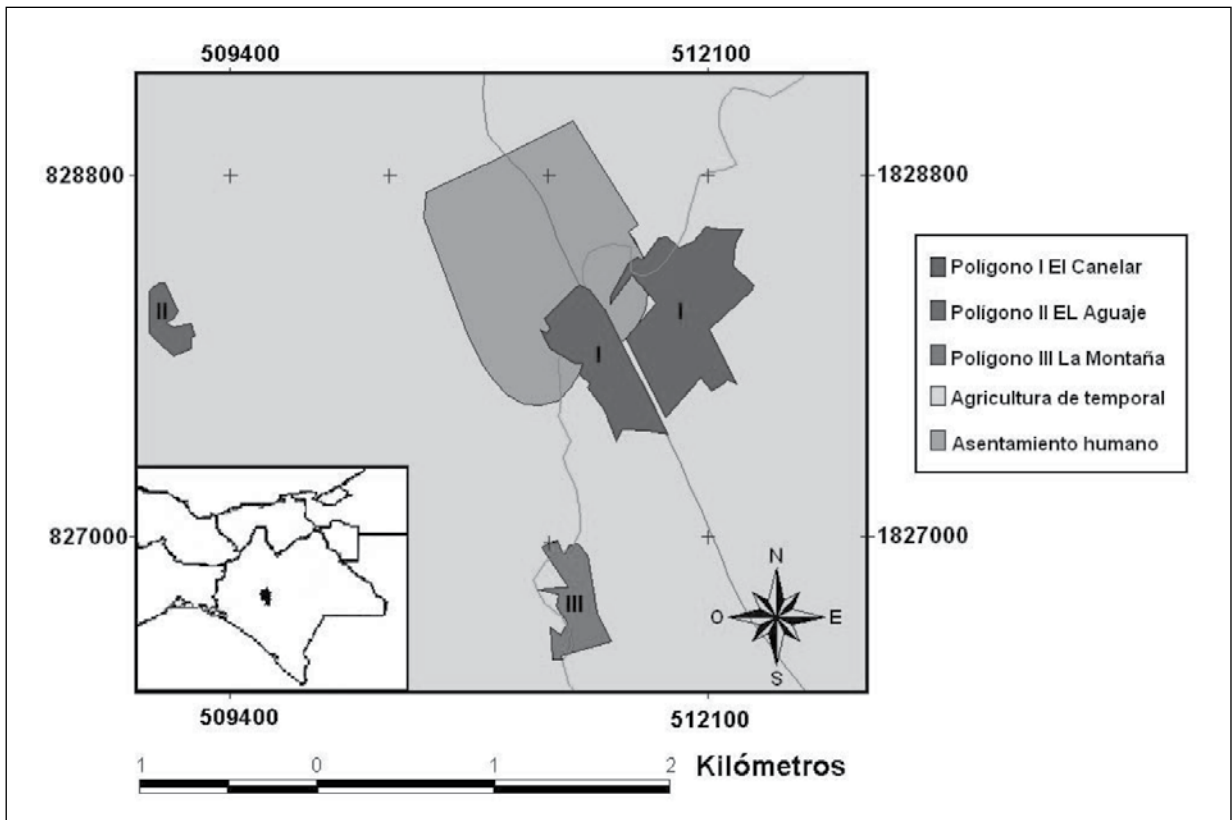 509400 512100
828800 1828800
Polígono I El Canelar
Polígono II EL Aguaje
Polígono III La Montaña
Agricultura de temporal
Asentamiento humano
I
II
I
827000 1827000
III
N
O E
S
509400 512100
1 0 1 2 Kilómetros